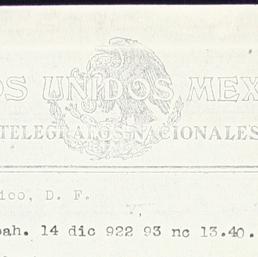 OS UNIDOS MEX
TELEGRAFOS NACIONALES
ico, D. F.
pah. 14 dic 922 93 nc 13.40.